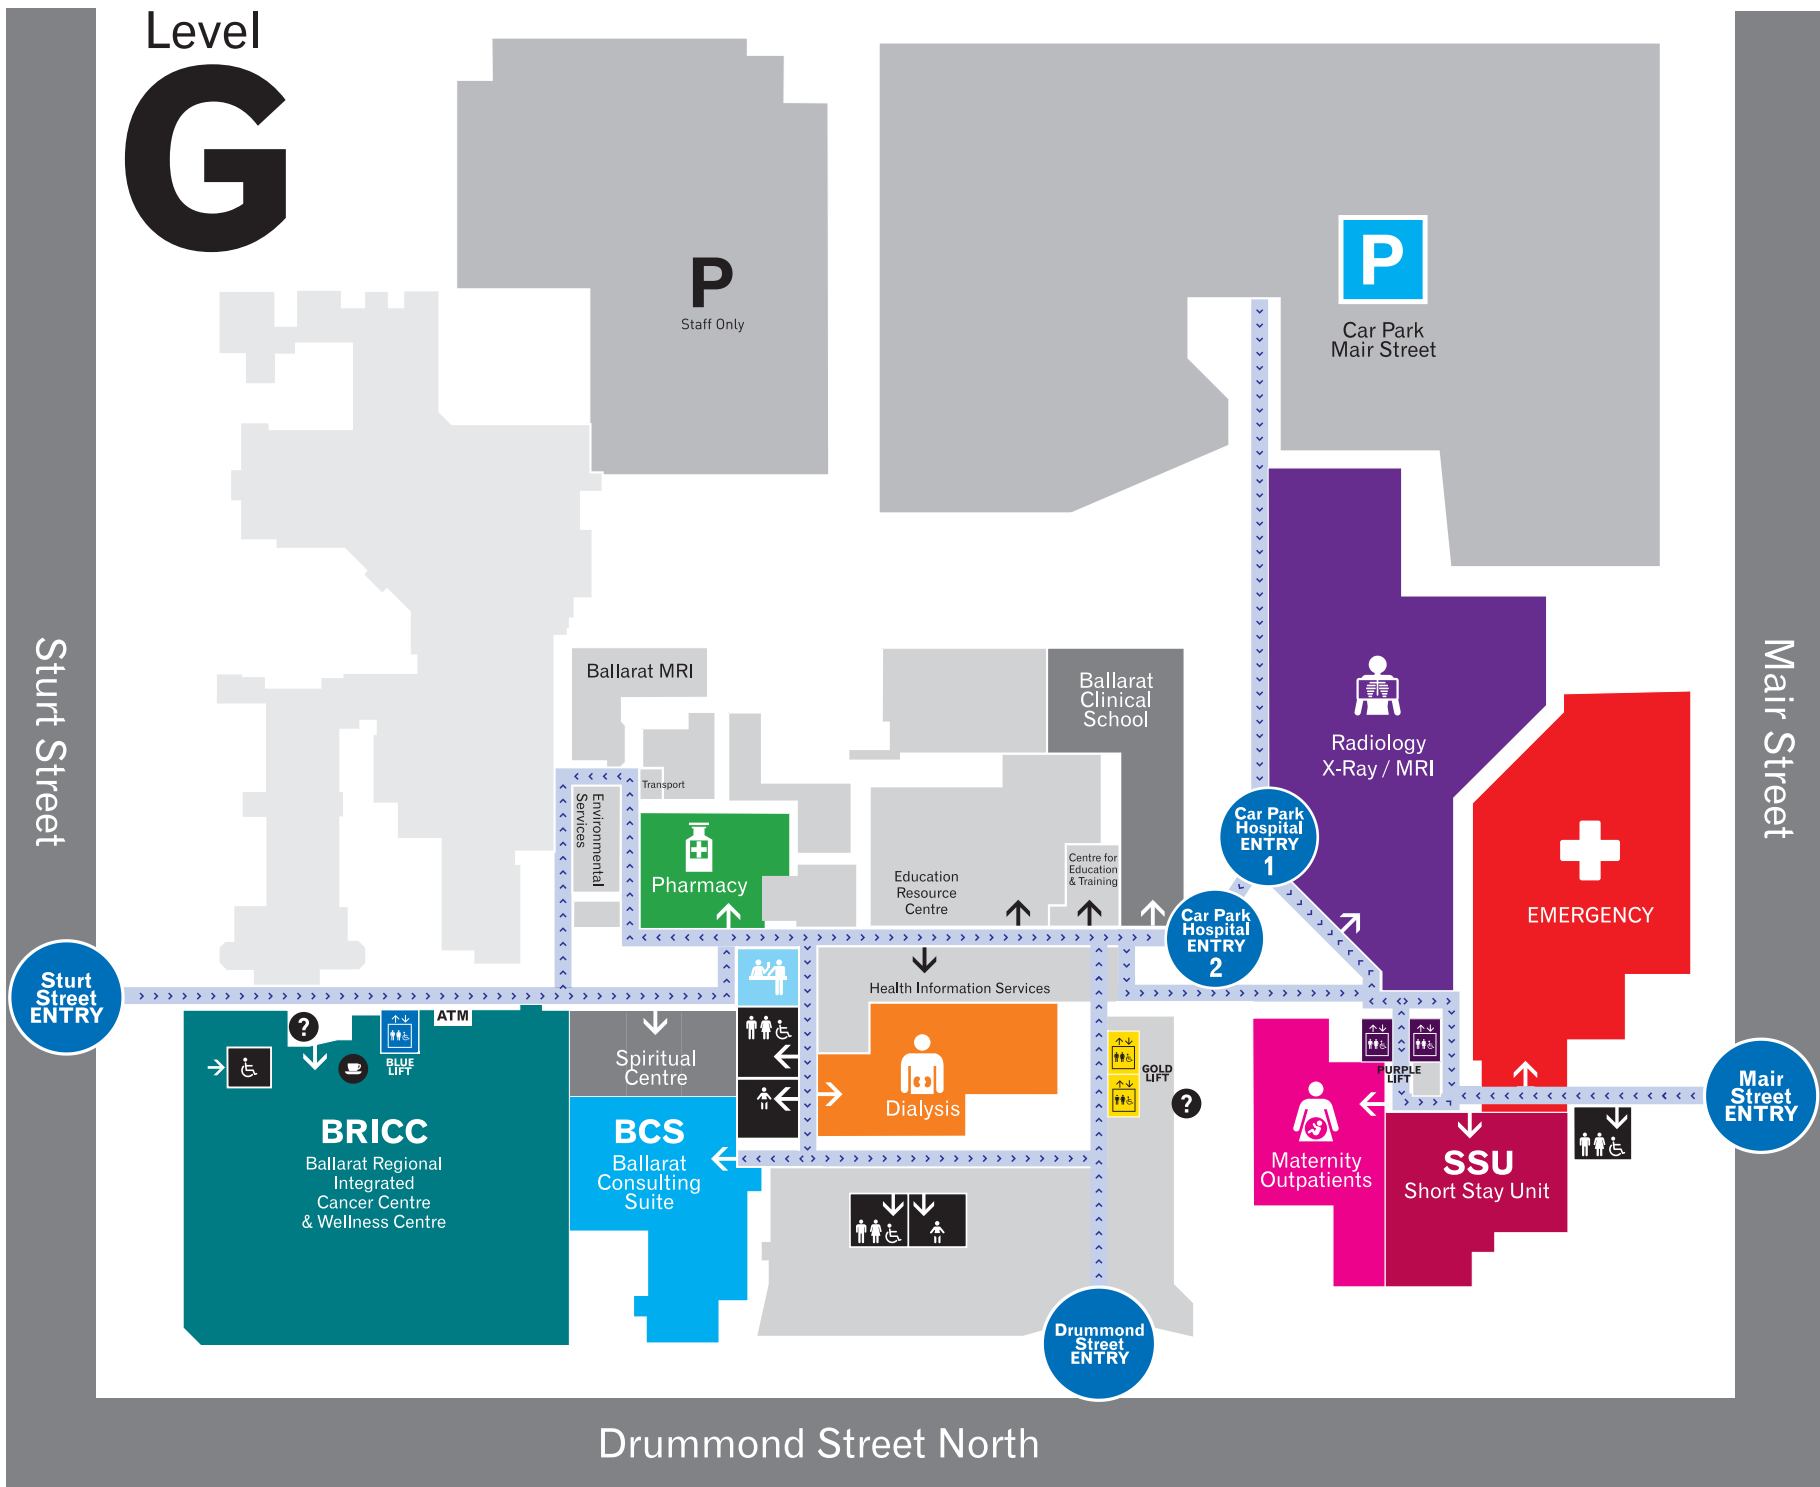 Level
G
P
Staff Only
P
Car Park
Mair Street
Sturt Street
Mair Street
Ballarat MRI
Ballarat
Clinical
School
Radiology
X-Ray / MRI
Transport
Environmental
Services
Pharmacy
Education
Resource
Centre
Centre for
Education
& Training
Car Park
Hospital
ENTRY
1
Car Park
Hospital
ENTRY
2
EMERGENCY
Sturt
Street
ENTRY
Health Information Services
ATM
?
BLUE
LIFT
Spiritual
Centre
Dialysis
GOLD
LIFT
?
PURPLE
LIFT
Mair
Street
ENTRY
BRICC
Ballarat Regional
Integrated
Cancer Centre
& Wellness Centre
BCS
Ballarat
Consulting
Suite
Maternity
Outpatients
SSU
Short Stay Unit
Drummond
Street
ENTRY
Drummond Street North